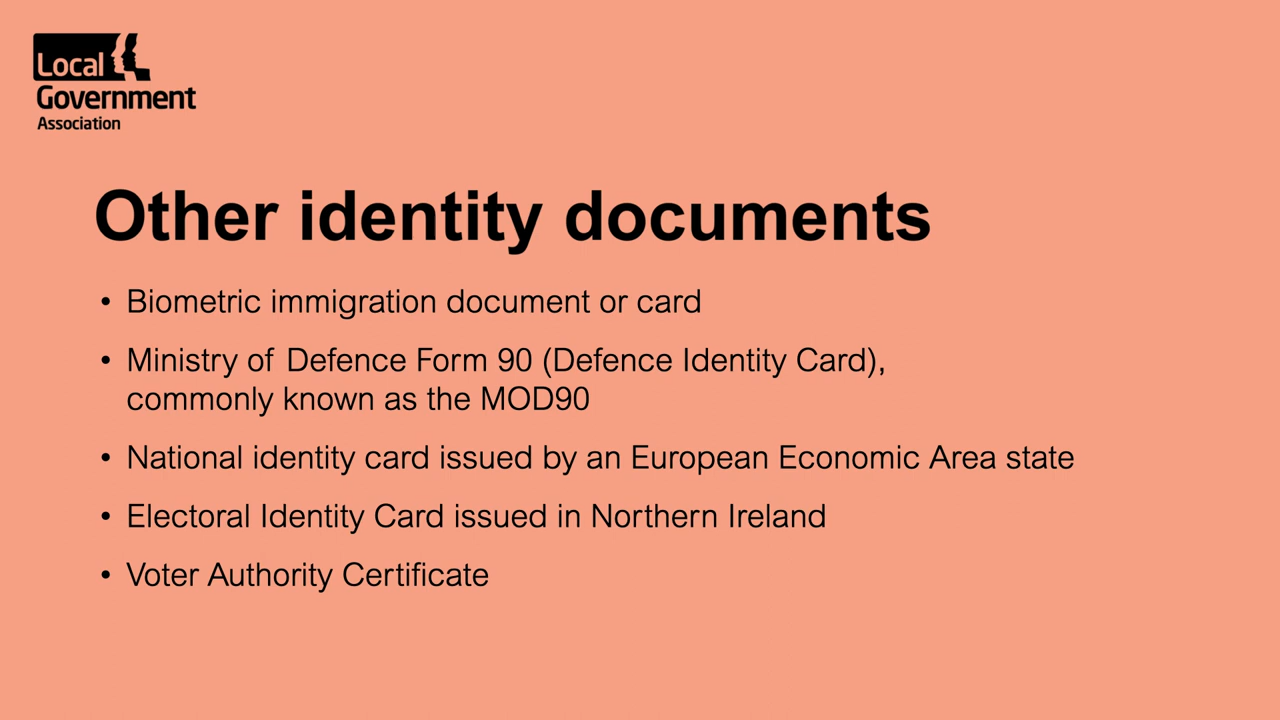 Local
Government
Association
Other identity documents
• Biometric immigration document or card
• Ministry of Defence Form 90 (Defence Identity Card),
commonly known as the MOD90
• National identity card issued by an European Economic Area state
• Electoral Identity Card issued in Northern Ireland
• Voter Authority Certificate